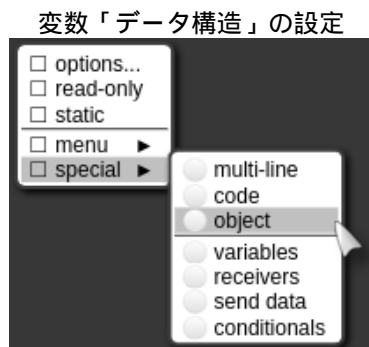 変数「データ構造」の設定
options...
read-only
static
menu ►
special ►
multi-line
code
object
variables
receivers
send data
conditionals